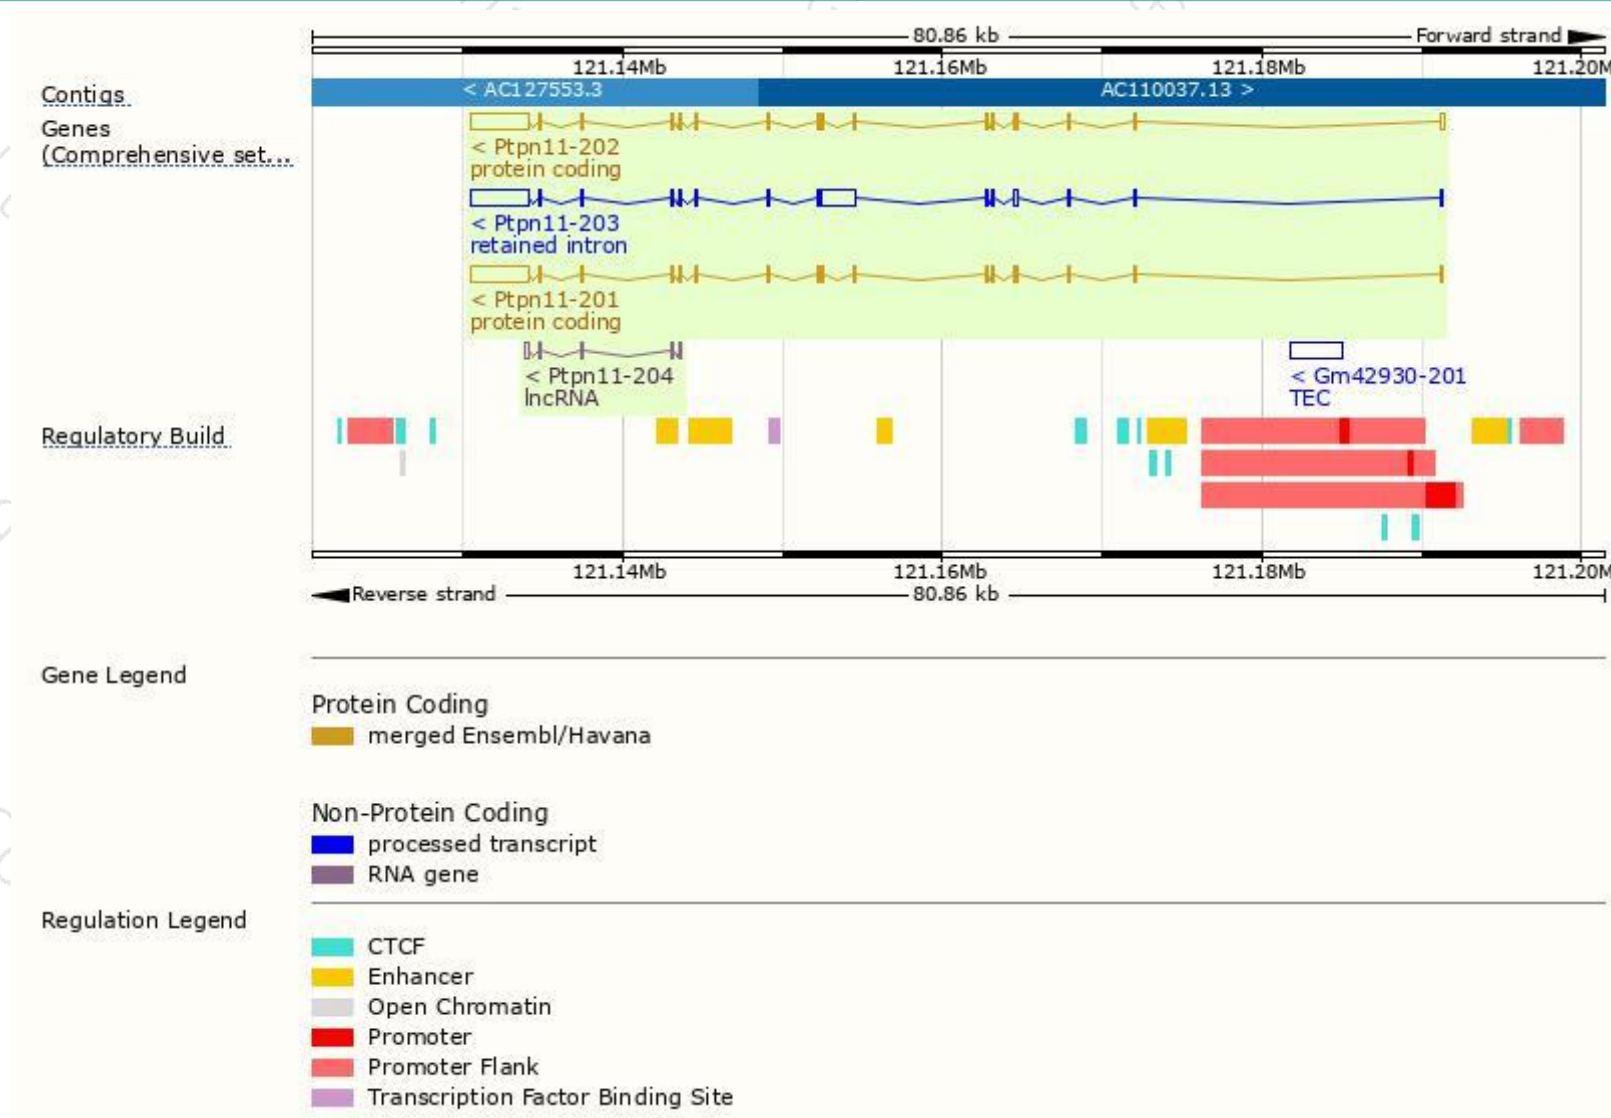 80.86 kb Forward strand
121.14Mb 121.16Mb 121.18Mb 121.20M
Contigs < AC127553.3 AC110037.13 >
Genes
(Comprehensive set...
< Ptpn11-202
protein coding
< Ptpn11-203
retained intron
< Ptpn11-201
protein coding
< Ptpn11-204 < Gm42930-201
lncRNA TEC
Regulatory Build
121.14Mb 121.16Mb 121.18Mb 121.20M
Reverse strand 80.86 kb
Gene Legend
Protein Coding
merged Ensembl/Havana
Non-Protein Coding
processed transcript
RNA gene
Regulation Legend
CTCF
Enhancer
Open Chromatin
Promoter
Promoter Flank
Transcription Factor Binding Site